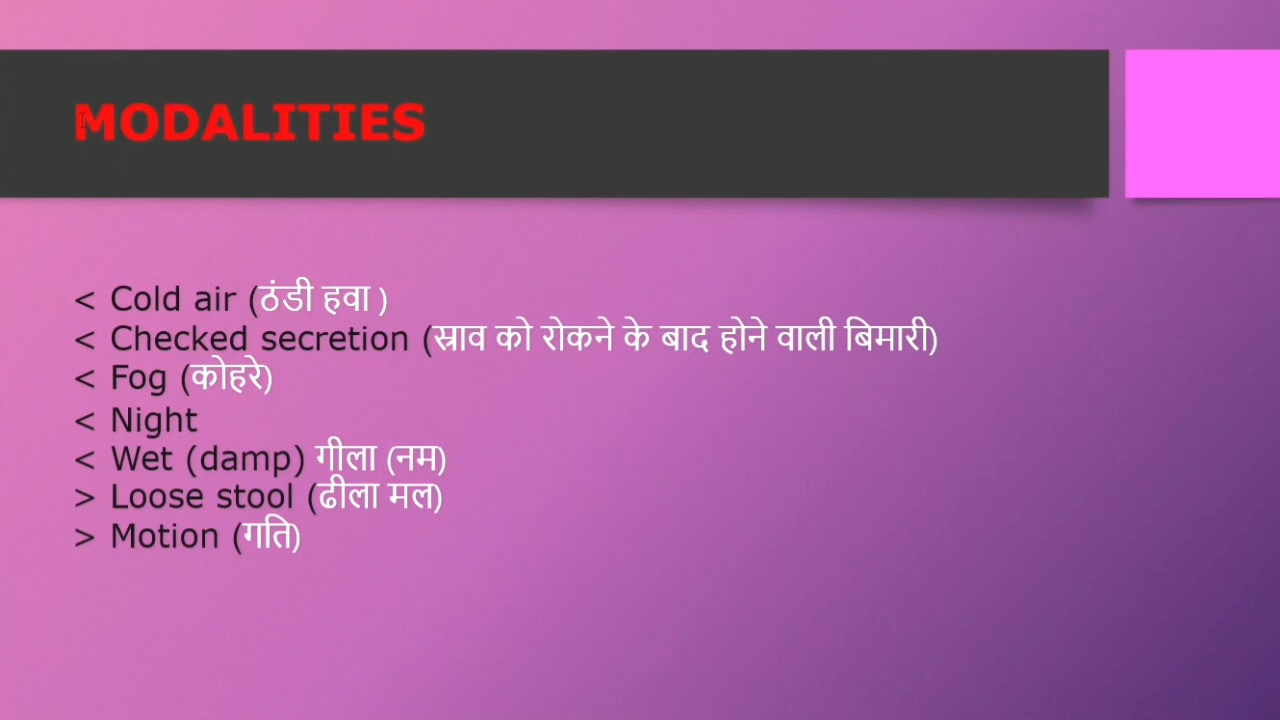 MODALITIES
< Cold air (ठंडी हवा )
< Checked secretion (स्राव को रोकने के बाद होने वाली बिमारी)
< Fog (कोहरे)
< Night
< Wet (damp) गीला (नम)
> Loose stool (ढीला मल)
> Motion (गति)